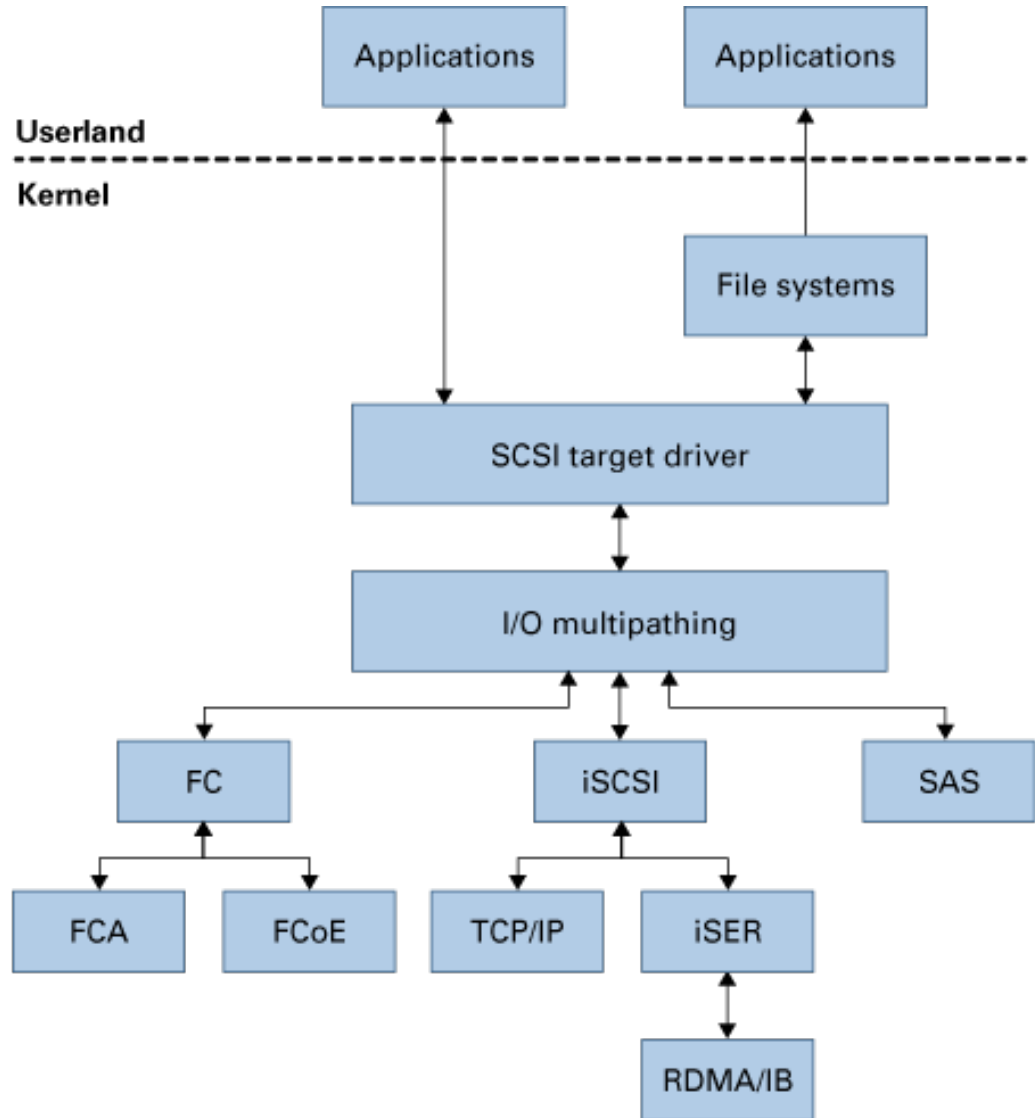 Applications
Applications
Userland
Kernel
File systems
SCSI target driver
I/O multipathing
FC
iSCSI
SAS
FCA
FCoE
TCP/IP
iSER
RDMA/IB